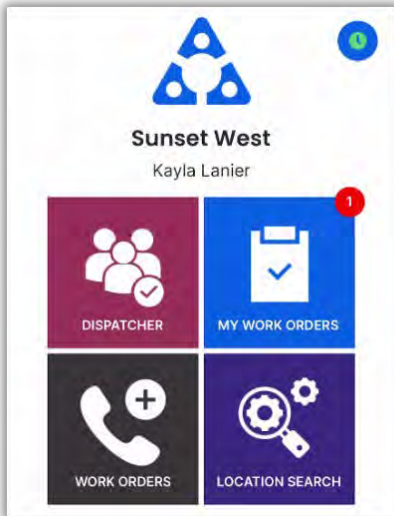 Sunset West
Kayla Lanier
1
DISPATCHER
MY WORK ORDERS
WORK ORDERS
LOCATION SEARCH